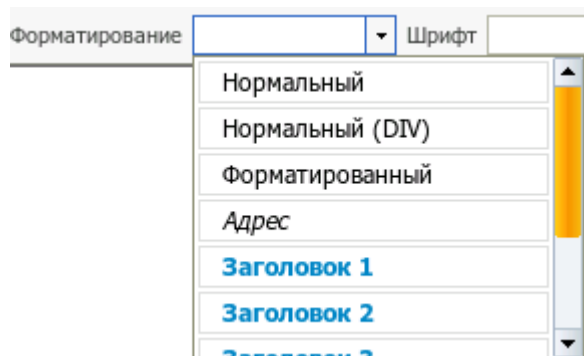 Форматирование Шрифт
Нормальный
Нормальный (DIV)
Форматированный
Адрес
Заголовок 1
Заголовок 2